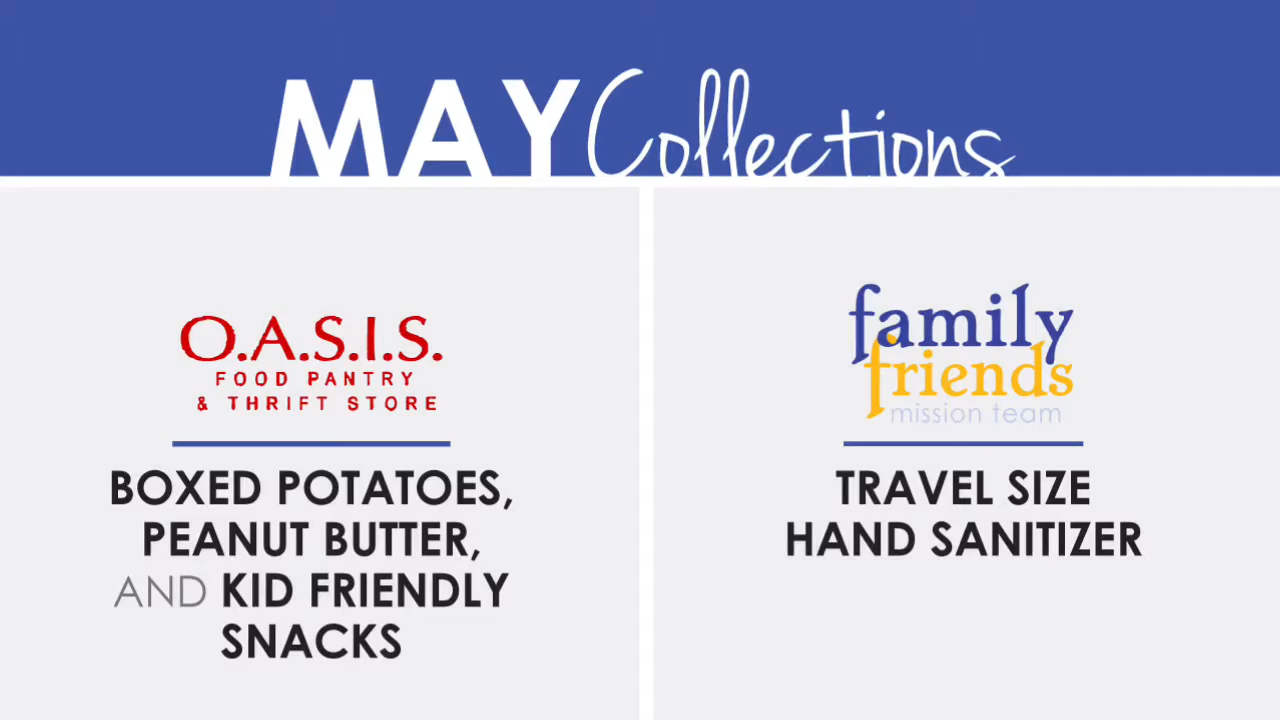 MAY Collections
O.A.S.I.S.
FOOD PANTRY
& THRIFT STORE
BOXED POTATOES,
PEANUT BUTTER,
AND KID FRIENDLY
SNACKS
family
friends
mission team
TRAVEL SIZE
HAND SANITIZER